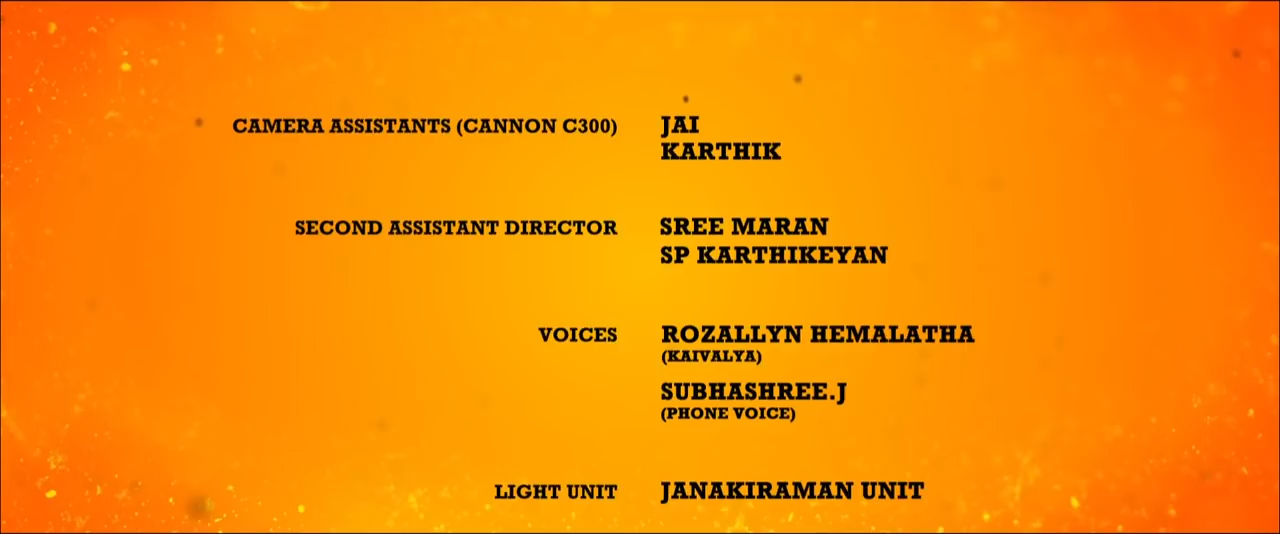 CAMERA ASSISTANTS (CANNON C300) JAI
KARTHIK
SECOND ASSISTANT DIRECTOR SREE MARAN
SP KARTHIKEYAN
VOICES ROZALLYN HEMALATHA
(KAIVALYA)
SUBHASHREE.J
(PHONE VOICE)
LIGHT UNIT JANAKIRAMAN UNIT